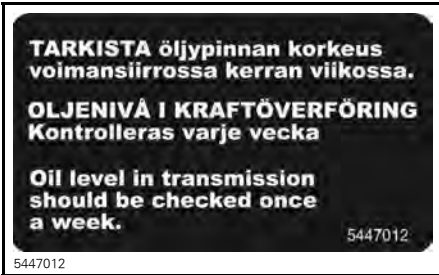 TARKISTA öljypinnan korkeus
voimansiirrossa kerran viikossa.
OLJENIVÅ I KRAFTÖVERFÖRING
Kontrolleras varje vecka
Oil level in transmission
should be checked once
a week.
5447012
5447012